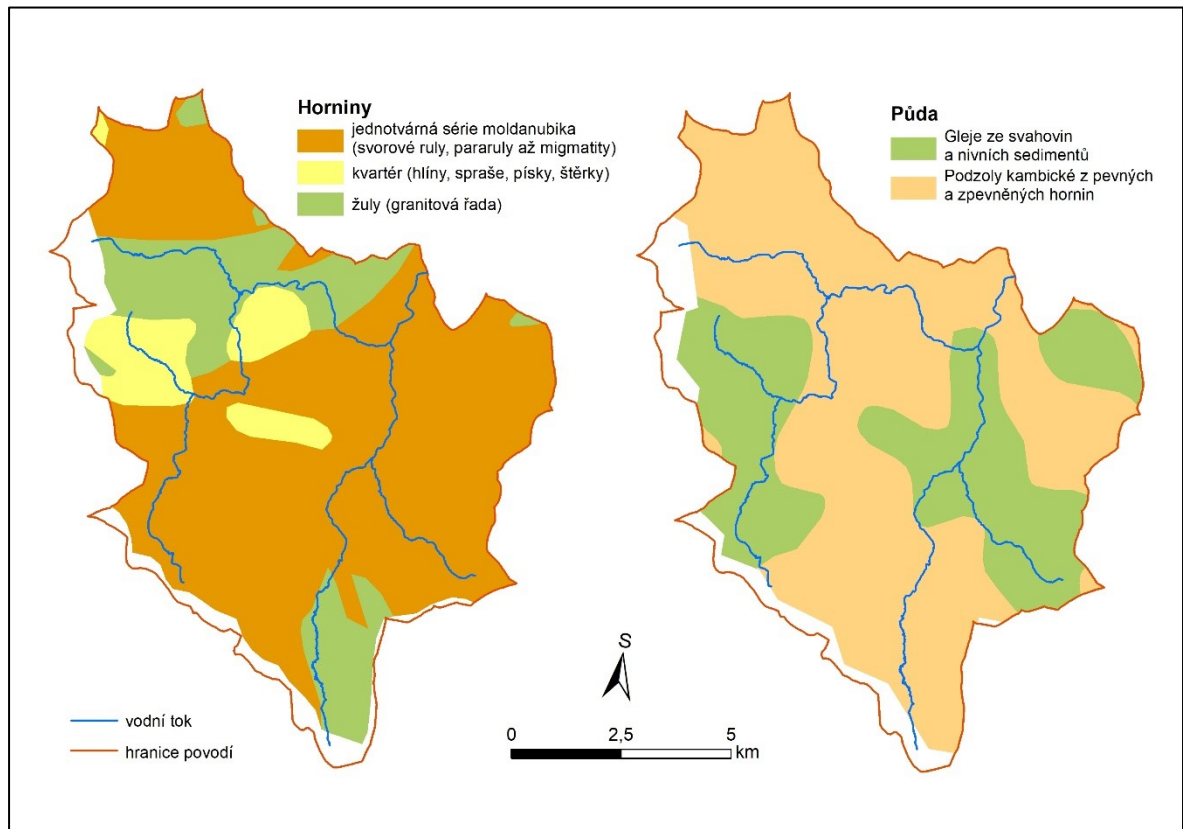 Horniny
jednotvárná série moldanubika
(svorové ruly, pararuly až migmatity)
kvartér (hlíny, spraše, písky, štěrky)
žuly (granitová řada)
Půda
Gleje ze svahovin
a nivních sedimentů
Podzoly kambické z pevných
a zpevněných hornin
vodní tok
hranice povodí
S
0 2,5 5
km